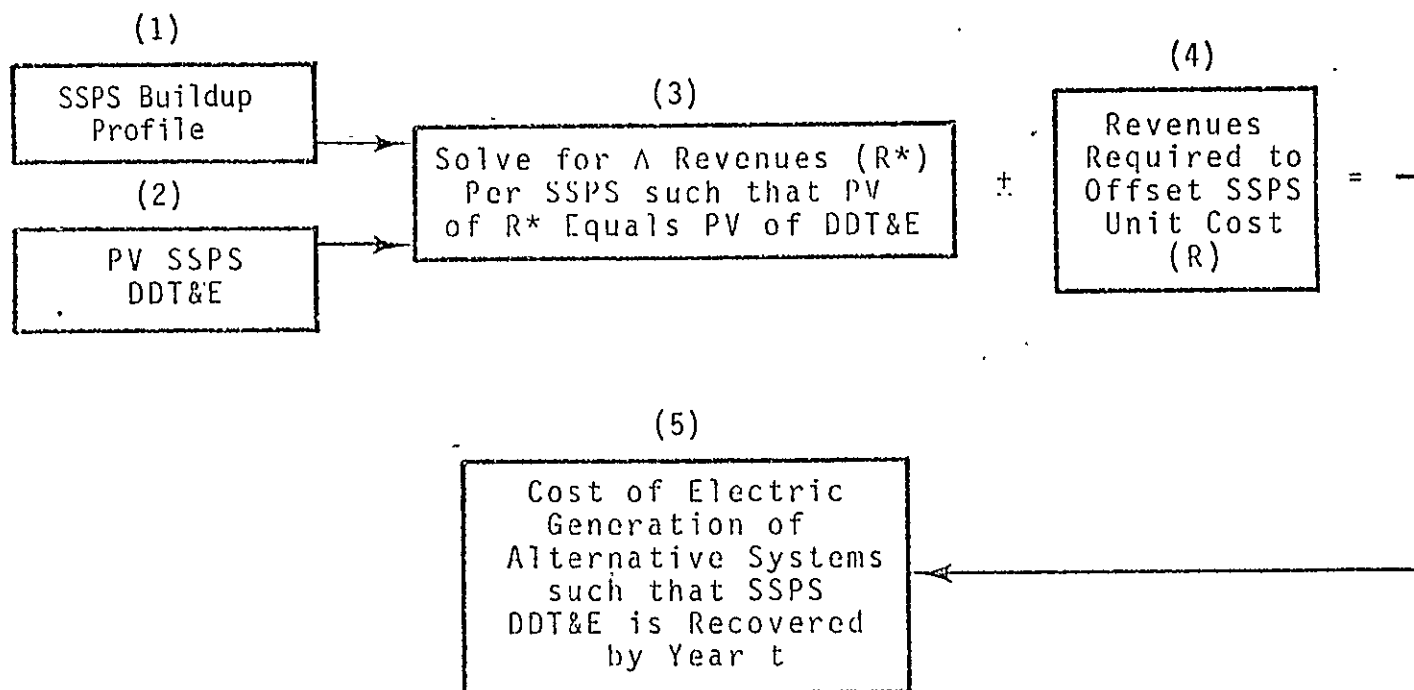 (1)
SSPS Buildup
Profile
(2)
PV SSPS
DDT&E
(3)
Solve for Δ Revenues (R*)
Per SSPS such that PV
of R* Equals PV of DDT&E
±
(4)
Revenues
Required to
Offset SSPS
Unit Cost
(R)
=
(5)
Cost of Electric
Generation of
Alternative Systems
such that SSPS
DDT&E is Recovered
by Year t